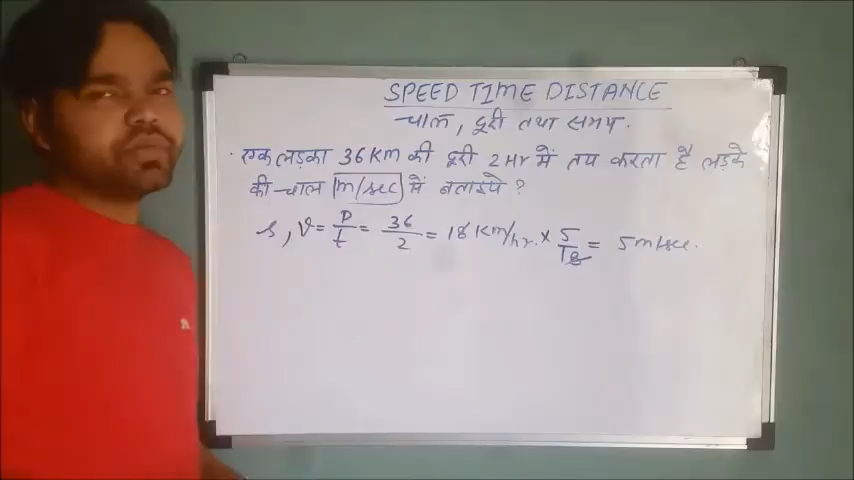 SPEED TIME DISTANCE
चाल, दूरी तथा समय.
. एक लड़का 36 Km की दूरी 2 Hr में तय करता है लड़के
की चाल m/sec में बताइये ?
s, v = D/t = 36/2 = 18 Km/hr. × 5/18 = 5 m/sec.